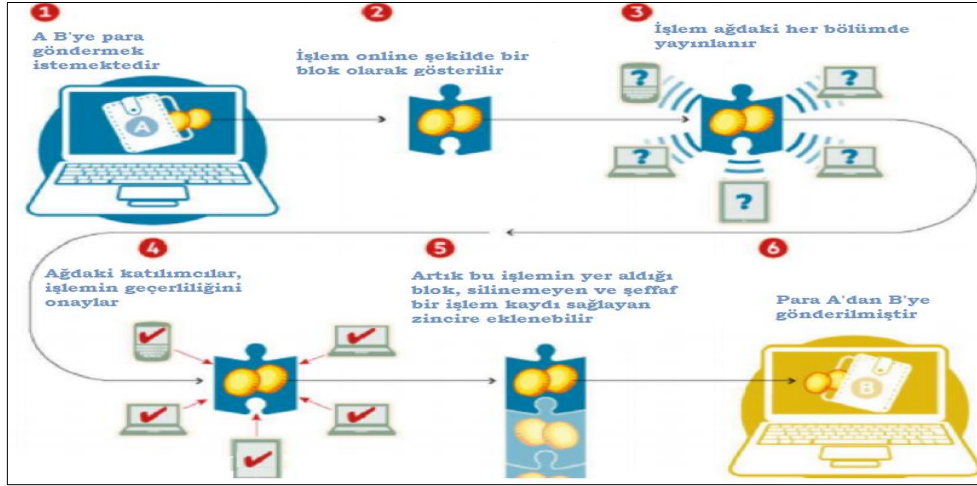 1
A B'ye para
göndermek
istemektedir
A
2
İşlem online şekilde bir
blok olarak gösterilir
3
İşlem ağdaki her bölümde
yayınlanır
?
?
?
?
?
4
Ağdaki katılımcılar,
işlemin geçerliliğini
onaylar
5
Artık bu işlemin yer aldığı
blok, silinemeyen ve şeffaf
bir işlem kaydı sağlayan
zincire eklenebilir
6
Para A'dan B'ye
gönderilmiştir
B